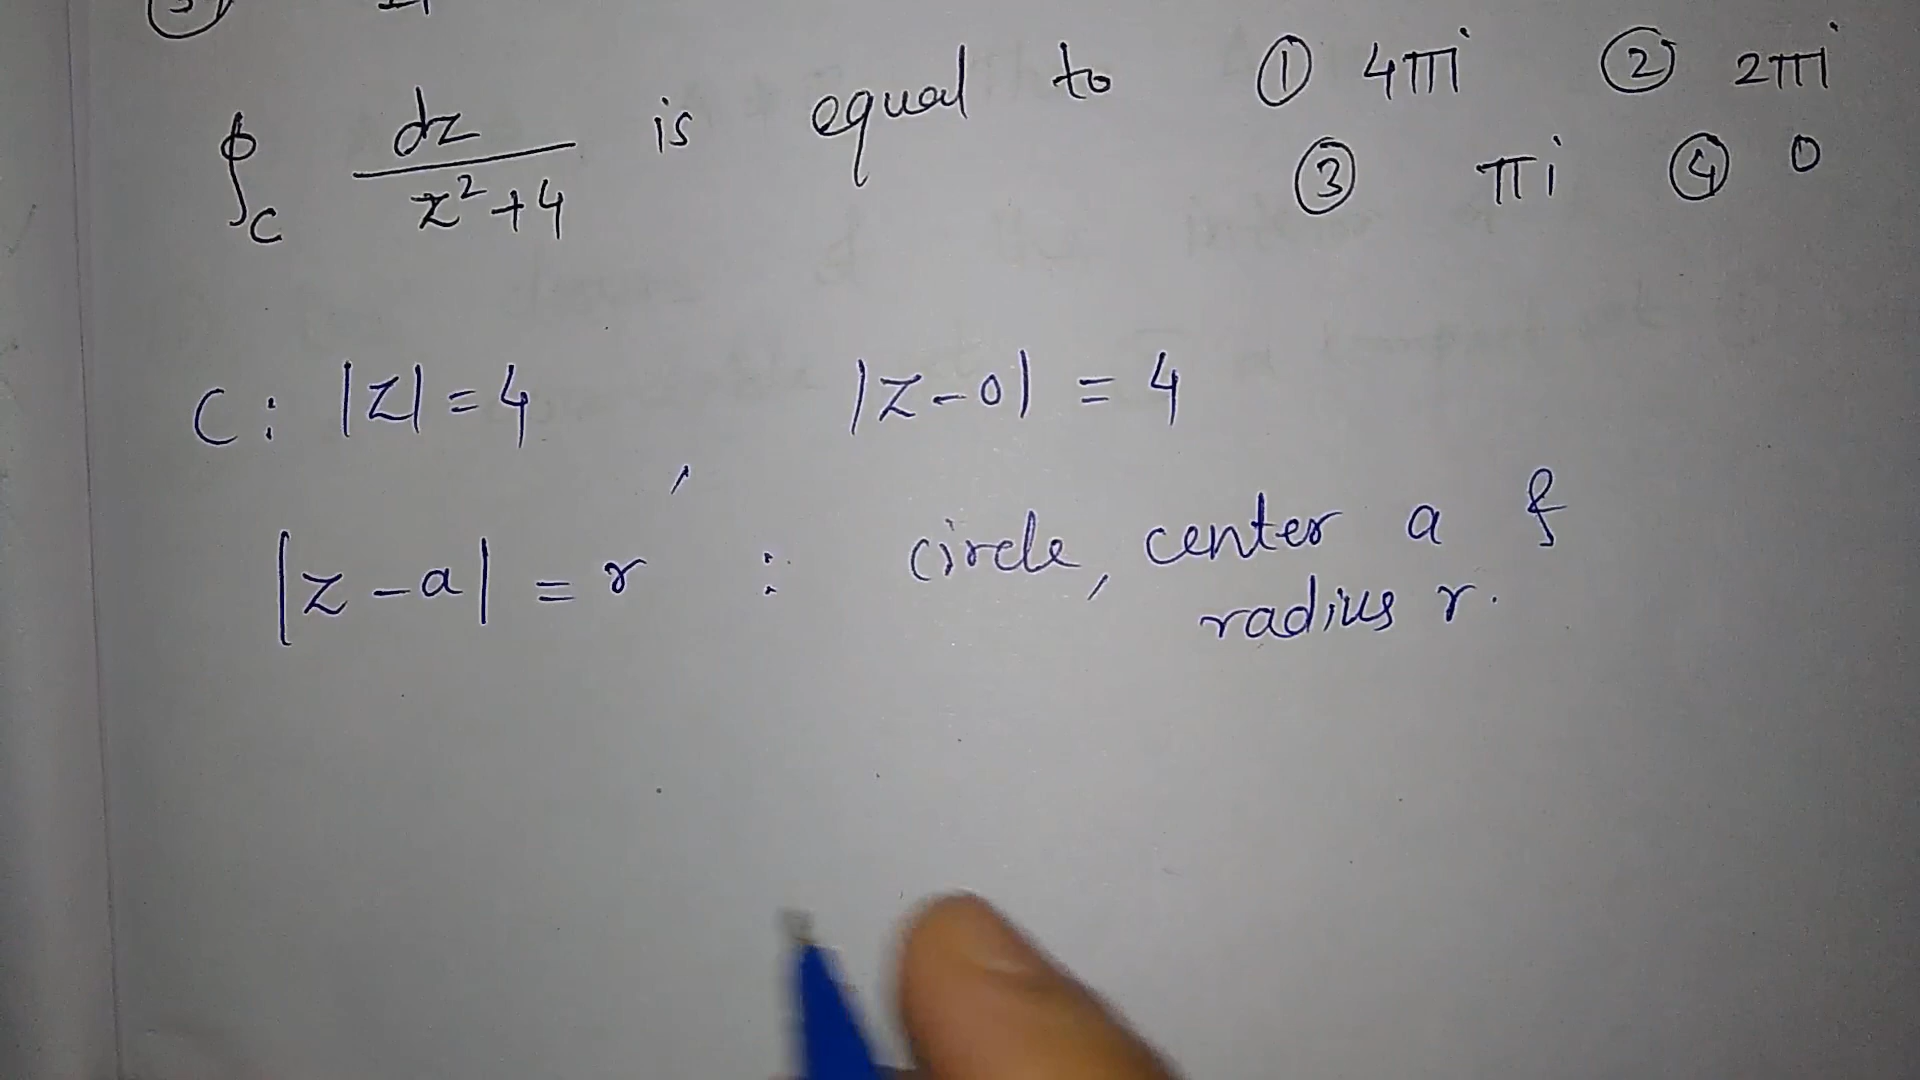 ∮_C dz/(z²+4) is equal to ① 4πi ② 2πi
③ πi ④ 0
C: |z|=4 , |z-0| = 4
|z-a| = r : circle, center a &
radius r.